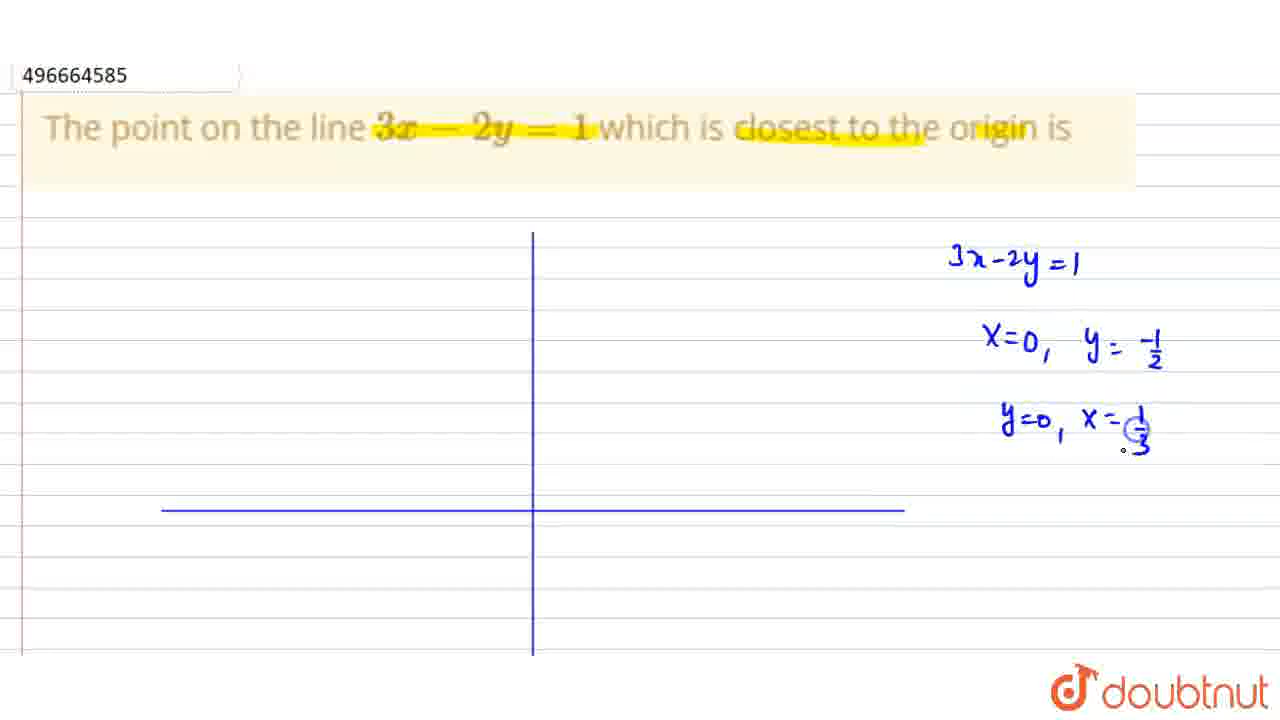 496664585
The point on the line 3x − 2y = 1 which is closest to the origin is
3x-2y=1
x=0, y= -1/2
y=0, x= 1/3
doubtnut